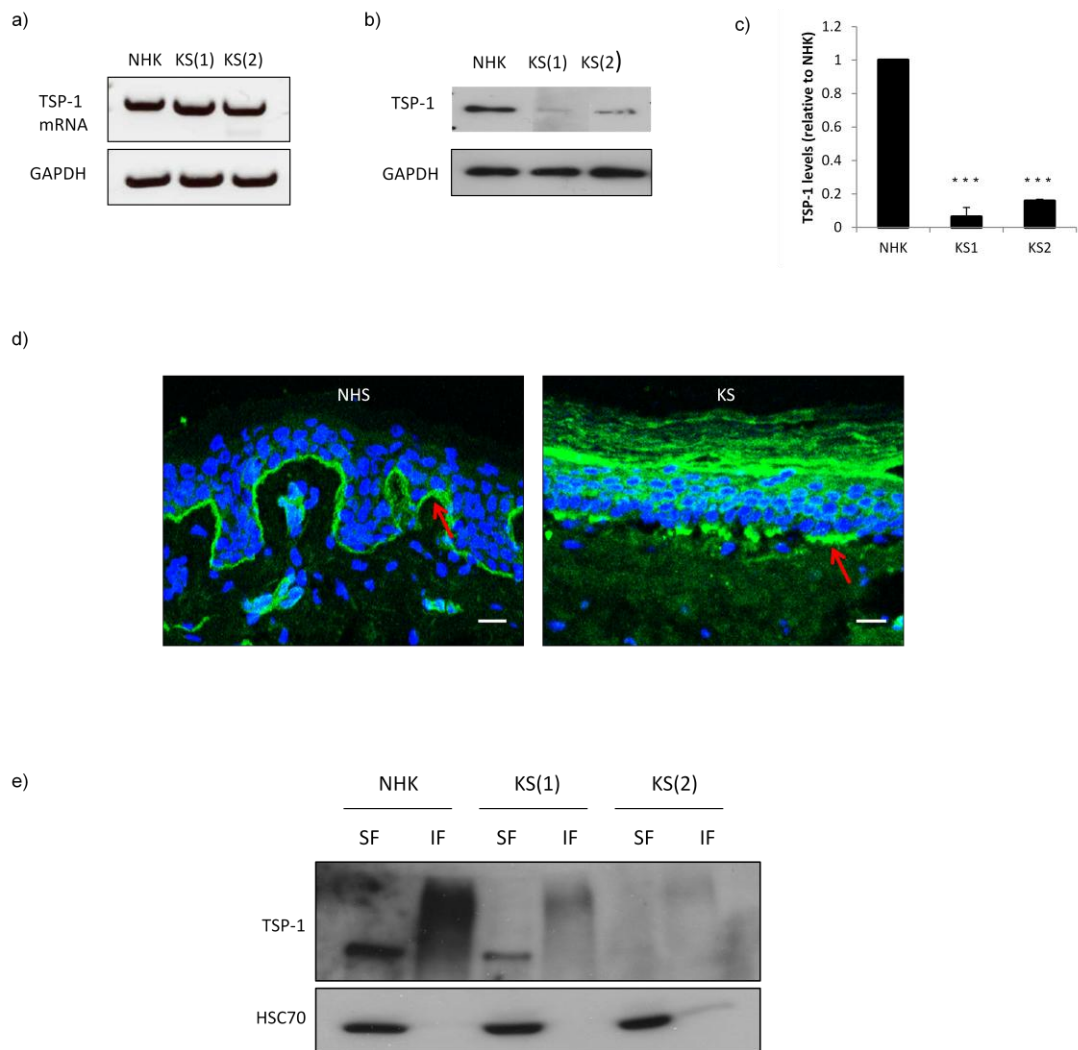 a)
NHK KS(1) KS(2)
TSP-1
mRNA
GAPDH
b)
NHK KS(1) KS(2)
TSP-1
GAPDH
c)
TSP-1 levels (relative to NHK)
1.2
1
0.8
0.6
0.4
0.2
0
***
***
NHK KS1 KS2
d)
NHS
KS
e)
NHK KS(1) KS(2)
SF IF SF IF SF IF
TSP-1
HSC70